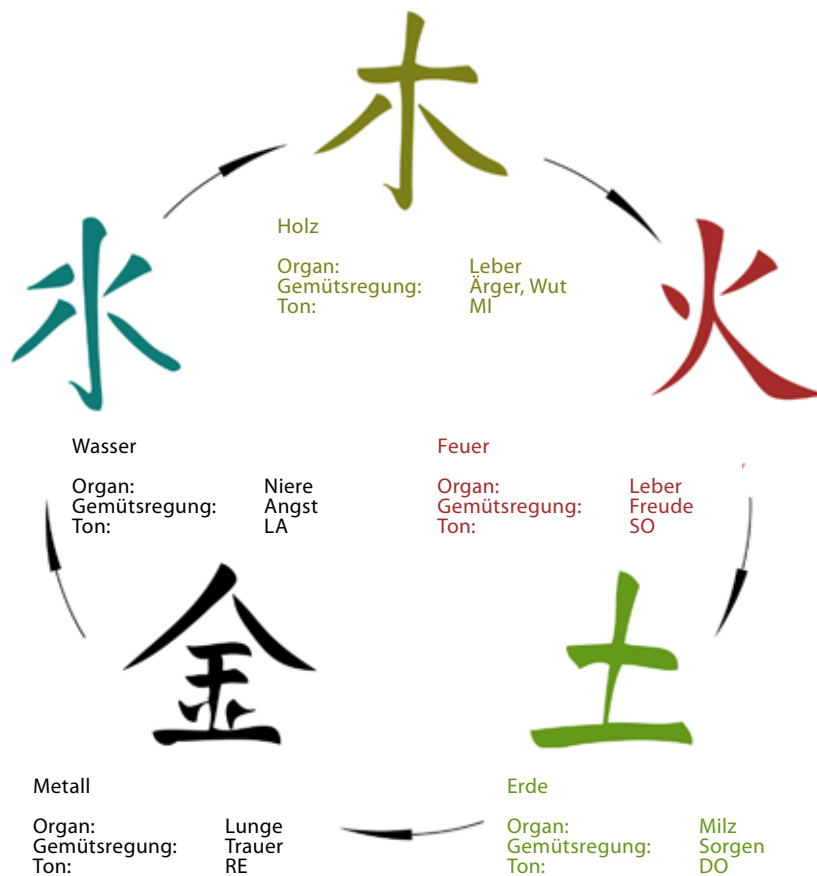 木
Holz
Organ: Leber
Gemütsregung: Ärger, Wut
Ton: MI
水
火
Wasser
Organ: Niere
Gemütsregung: Angst
Ton: LA
Feuer
Organ: Leber
Gemütsregung: Freude
Ton: SO
金
土
Metall
Organ: Lunge
Gemütsregung: Trauer
Ton: RE
Erde
Organ: Milz
Gemütsregung: Sorgen
Ton: DO